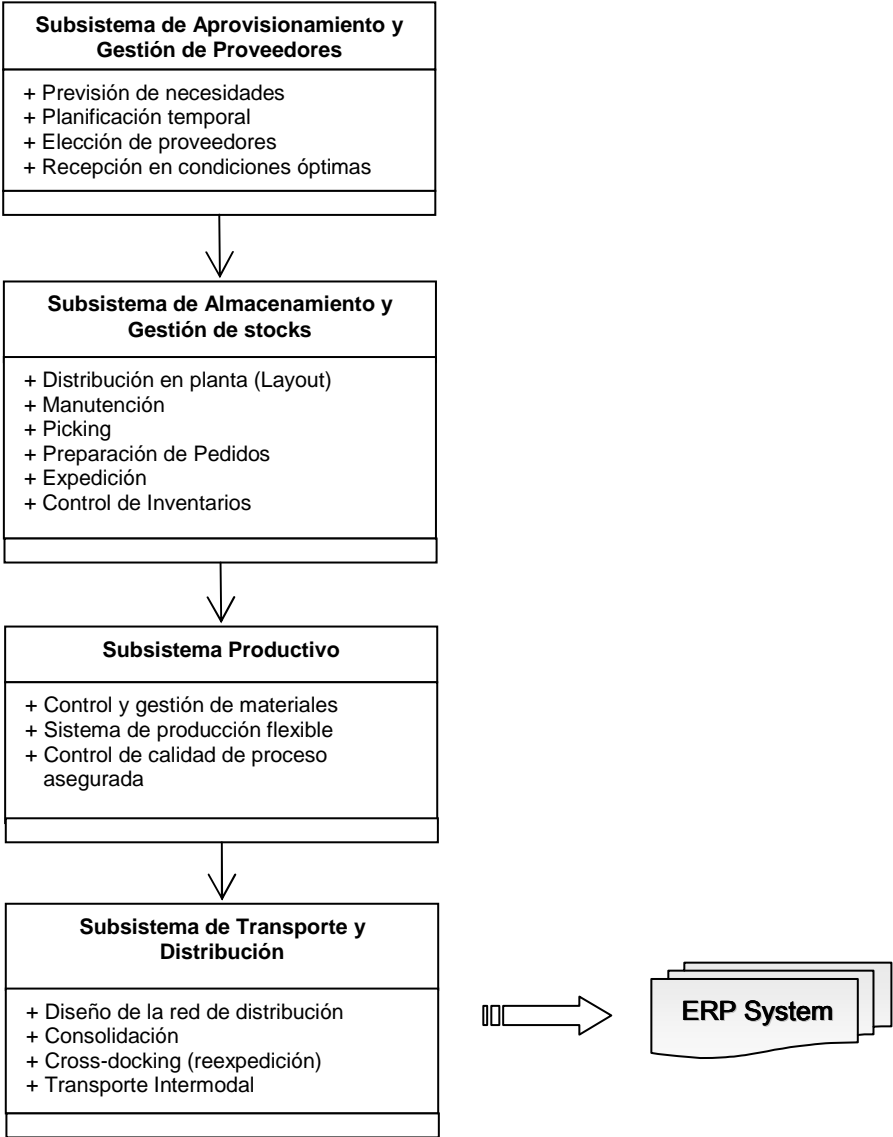 Subsistema de Aprovisionamiento y
Gestión de Proveedores
+ Previsión de necesidades
+ Planificación temporal
+ Elección de proveedores
+ Recepción en condiciones óptimas
Subsistema de Almacenamiento y
Gestión de stocks
+ Distribución en planta (Layout)
+ Manutención
+ Picking
+ Preparación de Pedidos
+ Expedición
+ Control de Inventarios
Subsistema Productivo
+ Control y gestión de materiales
+ Sistema de producción flexible
+ Control de calidad de proceso
asegurada
Subsistema de Transporte y
Distribución
+ Diseño de la red de distribución
+ Consolidación
+ Cross-docking (reexpedición)
+ Transporte Intermodal
ERP System